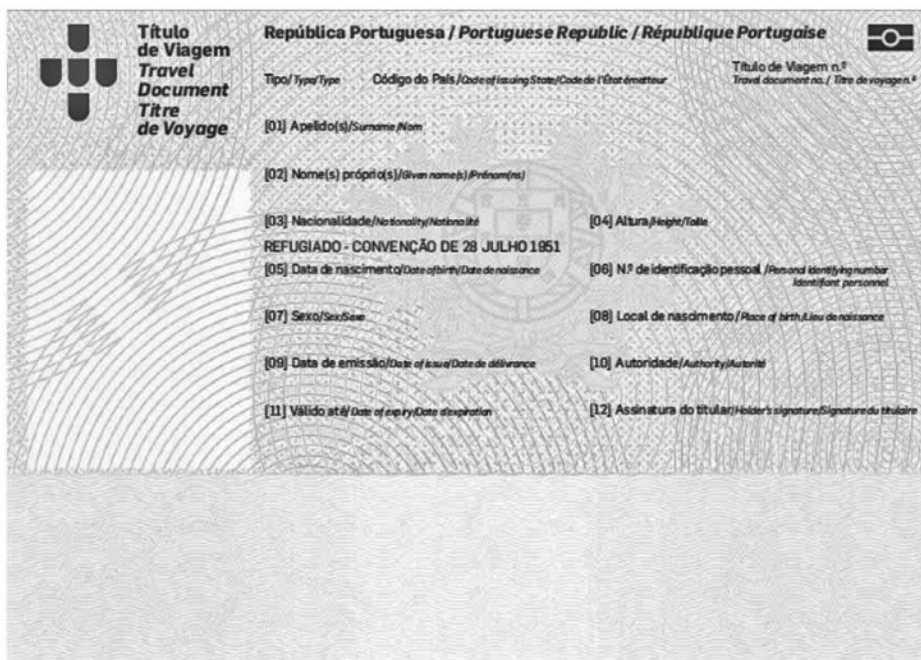 Título
de Viagem
Travel
Document
Titre
de Voyage
República Portuguesa / Portuguese Republic / République Portugaise
Tipo/Type/Type
Código do País/Code of issuing State/Code de l'État émetteur
Título de Viagem n.º
Travel document no. / Titre de voyage n.º
[01] Apelido(s)/Surname/Nom
[02] Nome(s) próprio(s)/Given name(s)/Prénom(ns)
[03] Nacionalidade/Nationality/Nationalité
[04] Altura/Height/Taille
REFUGIADO - CONVENÇÃO DE 28 JULHO 1951
[05] Data de nascimento/Date of birth/Date de naissance
[06] N.º de identificação pessoal /Personal identifying number
Identifiant personnel
[07] Sexo/Sex/Sexe
[08] Local de nascimento/Place of birth/Lieu de naissance
[09] Data de emissão/Date of issue/Date de délivrance
[10] Autoridade/Authority/Autorité
[11] Válido até/Date of expiry/Date d'expiration
[12] Assinatura do titular/Holder's signature/Signature du titulaire